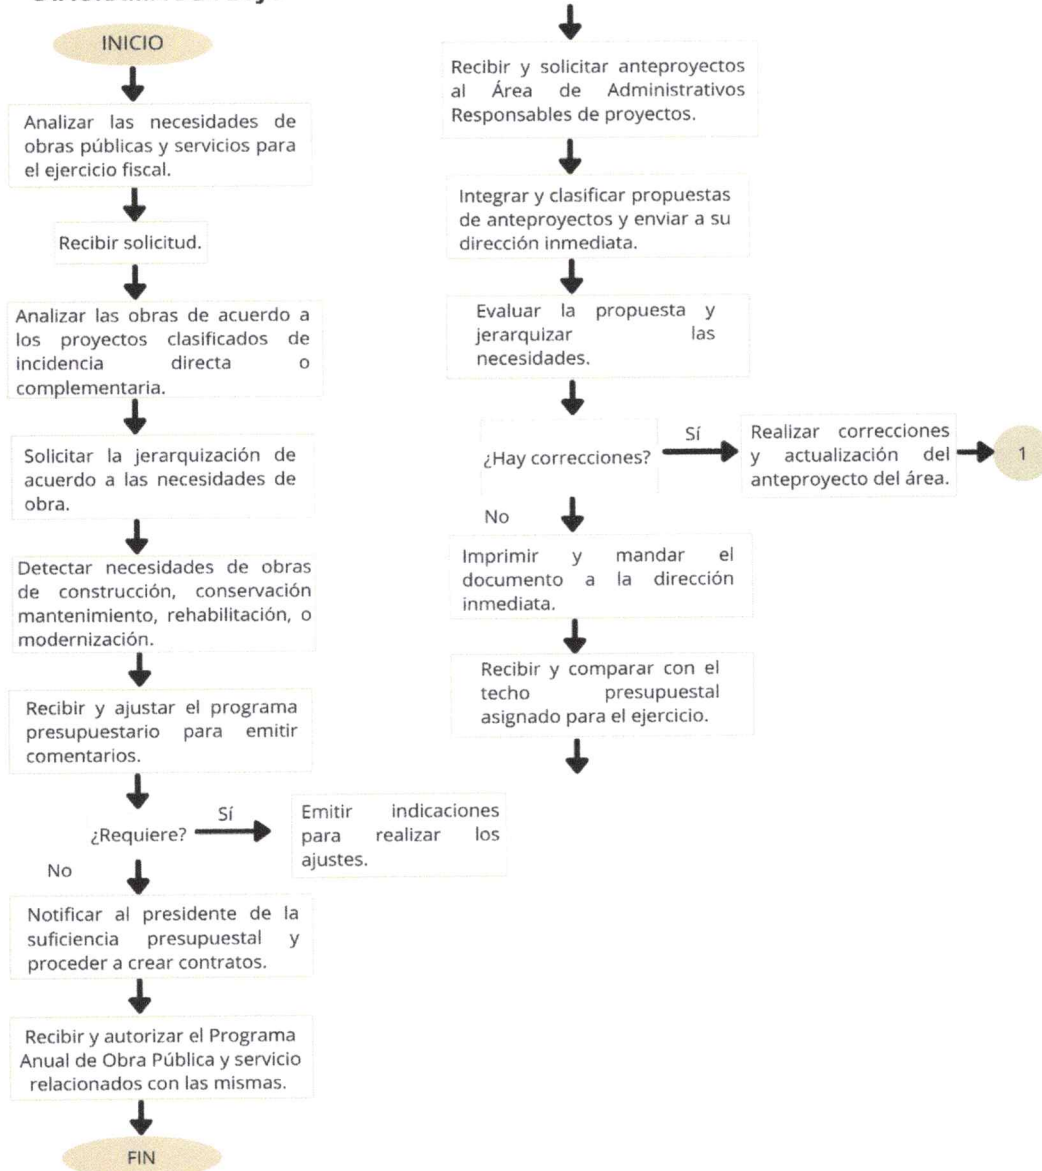 INICIO
Analizar las necesidades de
obras públicas y servicios para
el ejercicio fiscal.
Recibir solicitud.
Analizar las obras de acuerdo a
los proyectos clasificados de
incidencia directa o
complementaria.
Solicitar la jerarquización de
acuerdo a las necesidades de
obra.
Detectar necesidades de obras
de construcción, conservación
mantenimiento, rehabilitación, o
modernización.
Recibir y ajustar el programa
presupuestario para emitir
comentarios.
¿Requiere?
Sí
Emitir indicaciones
para realizar los
ajustes.
No
Notificar al presidente de la
suficiencia presupuestal y
proceder a crear contratos.
Recibir y autorizar el Programa
Anual de Obra Pública y servicio
relacionados con las mismas.
FIN
Recibir y solicitar anteproyectos
al Área de Administrativos
Responsables de proyectos.
Integrar y clasificar propuestas
de anteproyectos y enviar a su
dirección inmediata.
Evaluar la propuesta y
jerarquizar las
necesidades.
¿Hay correcciones?
Sí
Realizar correcciones
y actualización del
anteproyecto del área.
1
No
Imprimir y mandar el
documento a la dirección
inmediata.
Recibir y comparar con el
techo presupuestal
asignado para el ejercicio.